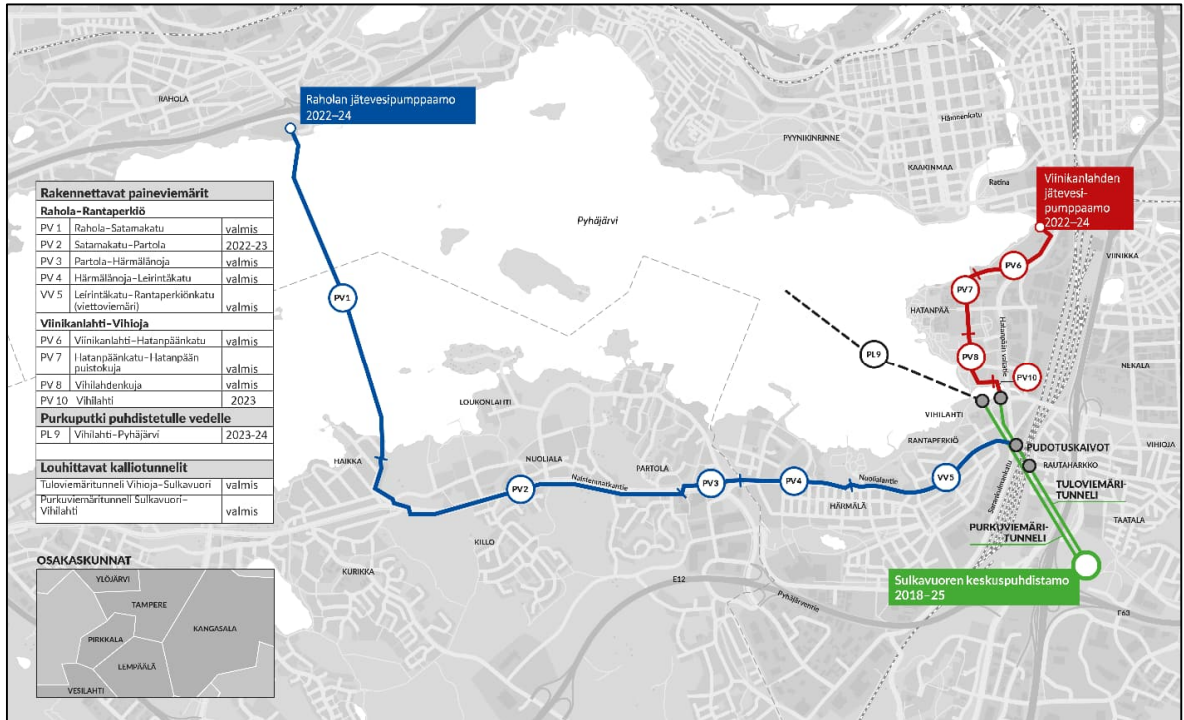 RAHOLA
Raholan jätevesipumppaamo
2022–24
PYYNIKINRINNE
KAAKINMAA
Hämeenkatu
Ratina
Viinikanlahden
jätevesi-
pumppaamo
2022–24
VIINIKKA
Pyhäjärvi
Rakennettavat paineviemärit
Rahola–Rantaperkiö
PV 1 Rahola–Satamakatu valmis
PV 2 Satamakatu–Partola 2022-23
PV 3 Partola–Härmälänoja valmis
PV 4 Härmälänoja–Leirintäkatu valmis
VV 5 Leirintäkatu–Rantaperkiönkatu
(viettoviemäri) valmis
Viinikanlahti–Vihioja
PV 6 Viinikanlahti–Hatanpäänkatu valmis
PV 7 Hatanpäänkatu–Hatanpään
puistokuja valmis
PV 8 Vihilahdenkuja valmis
PV 10 Vihilahti 2023
Purkuputki puhdistetulle vedelle
PL 9 Vihilahti–Pyhäjärvi 2023-24
Louhittavat kalliotunnelit
Tuloviemäritunneli Vihioja–Sulkavuori valmis
Purkuviemäritunneli Sulkavuori–
Vihilahti valmis
PV6
PV7
PV1
HATANPÄÄ
Hatanpään valtatie
PL9
PV8
PV10
NEKALA
LOUKONLAHTI
VIHILAHTI
RANTAPERKIÖ
PUDOTUSKAIVOT
VIHIOJA
HAIKKA
NUOLIALA
PARTOLA
RAUTAHARKKO
Naistenmatkantie
Nuolialantie
PV2
PV3
PV4
VV5
HÄRMÄLÄ
TULOVIEMÄRI-
TUNNELI
TAATALA
PURKUVIEMÄRI-
TUNNELI
KILLO
KURIKKA
E12
Pyhäjärventie
Sulkavuoren keskuspuhdistamo
2018–25
E63
OSAKASKUNNAT
YLÖJÄRVI
TAMPERE
KANGASALA
PIRKKALA
LEMPÄÄLÄ
VESILAHTI